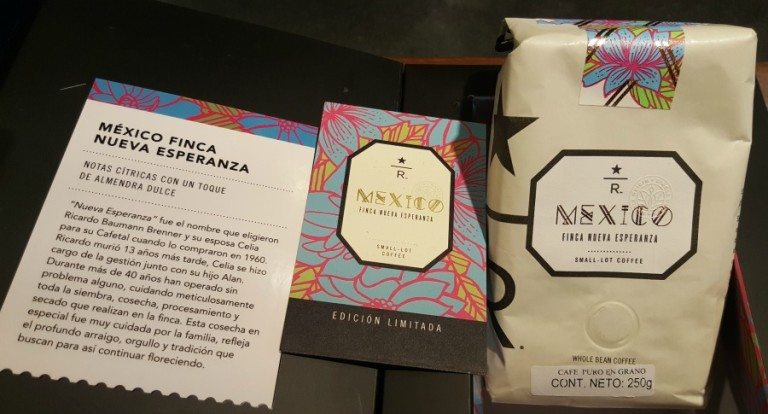 MÉXICO FINCA
NUEVA ESPERANZA
NOTAS CÍTRICAS CON UN TOQUE
DE ALMENDRA DULCE
"Nueva Esperanza" fue el nombre que eligieron
Ricardo Baumann Brenner y su esposa Celia
para su Cafetal cuando lo compraron en 1960.
Ricardo murió 13 años más tarde, Celia se hizo
cargo de la gestión junto con su hijo Alan.
Durante más de 40 años han operado sin
problema alguno, cuidando meticulosamente
toda la siembra, cosecha, procesamiento y
secado que realizan en la finca. Esta cosecha en
especial fue muy cuidada por la familia, refleja
el profundo arraigo, orgullo y tradición que
buscan para así continuar floreciendo.
R.
MÉXICO
FINCA NUEVA ESPERANZA
SMALL-LOT
COFFEE
EDICIÓN LIMITADA
R.
MÉXICO
FINCA NUEVA ESPERANZA
SMALL-LOT COFFEE
R.
WHOLE BEAN COFFEE
CAFE PURO EN GRANO
CONT. NETO: 250g